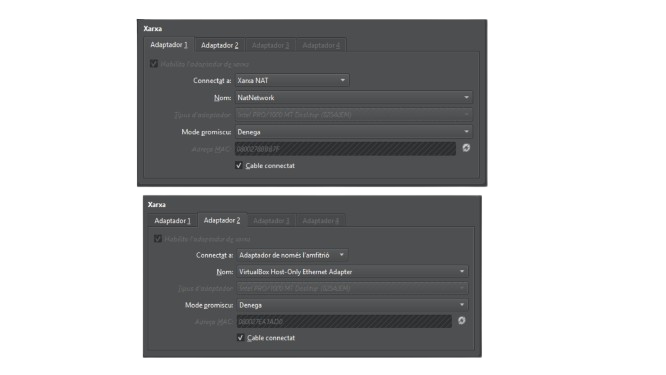 Xarxa
Adaptador 1 Adaptador 2 Adaptador 3 Adaptador 4
Habilita l'adaptador de xarxa
Connectat a: Xarxa NAT
Nom: NatNetwork
Tipus d'adaptador: Intel PRO/1000 MT Desktop (82540EM)
Mode promiscu: Denega
Adreça MAC:
Cable connectat
Xarxa
Adaptador 1 Adaptador 2 Adaptador 3 Adaptador 4
Habilita l'adaptador de xarxa
Connectat a: Adaptador de només l'amfitrió
Nom: VirtualBox Host-Only Ethernet Adapter
Tipus d'adaptador: Intel PRO/1000 MT Desktop (82540EM)
Mode promiscu: Denega
Adreça MAC:
Cable connectat